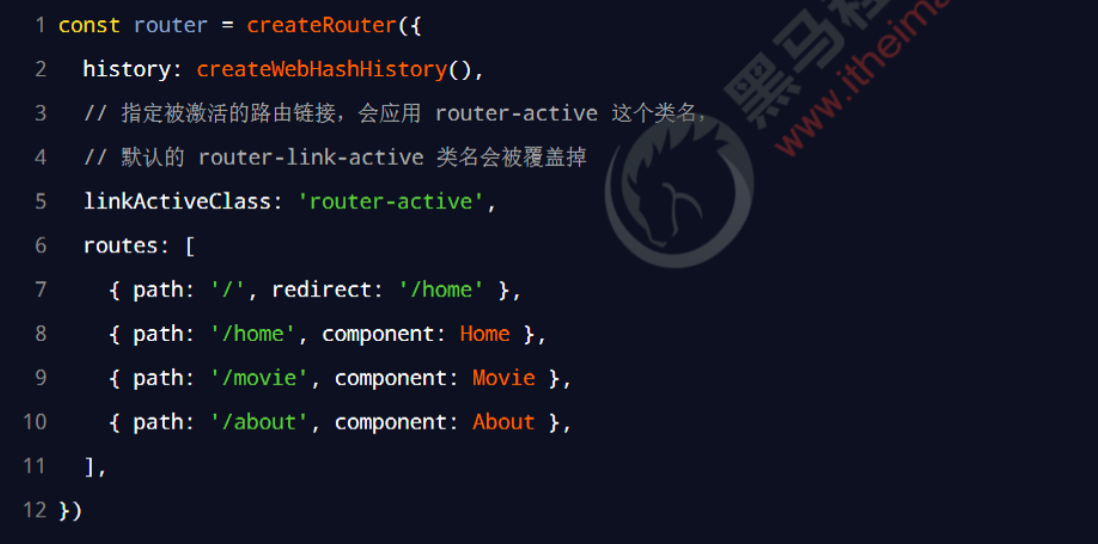 1 const router = createRouter({
2   history: createWebHashHistory(),
3   // 指定被激活的路由链接，会应用 router-active 这个类名，
4   // 默认的 router-link-active 类名会被覆盖掉
5   linkActiveClass: 'router-active',
6   routes: [
7     { path: '/', redirect: '/home' },
8     { path: '/home', component: Home },
9     { path: '/movie', component: Movie },
10     { path: '/about', component: About },
11   ],
12 })
黑马程
www.itheima